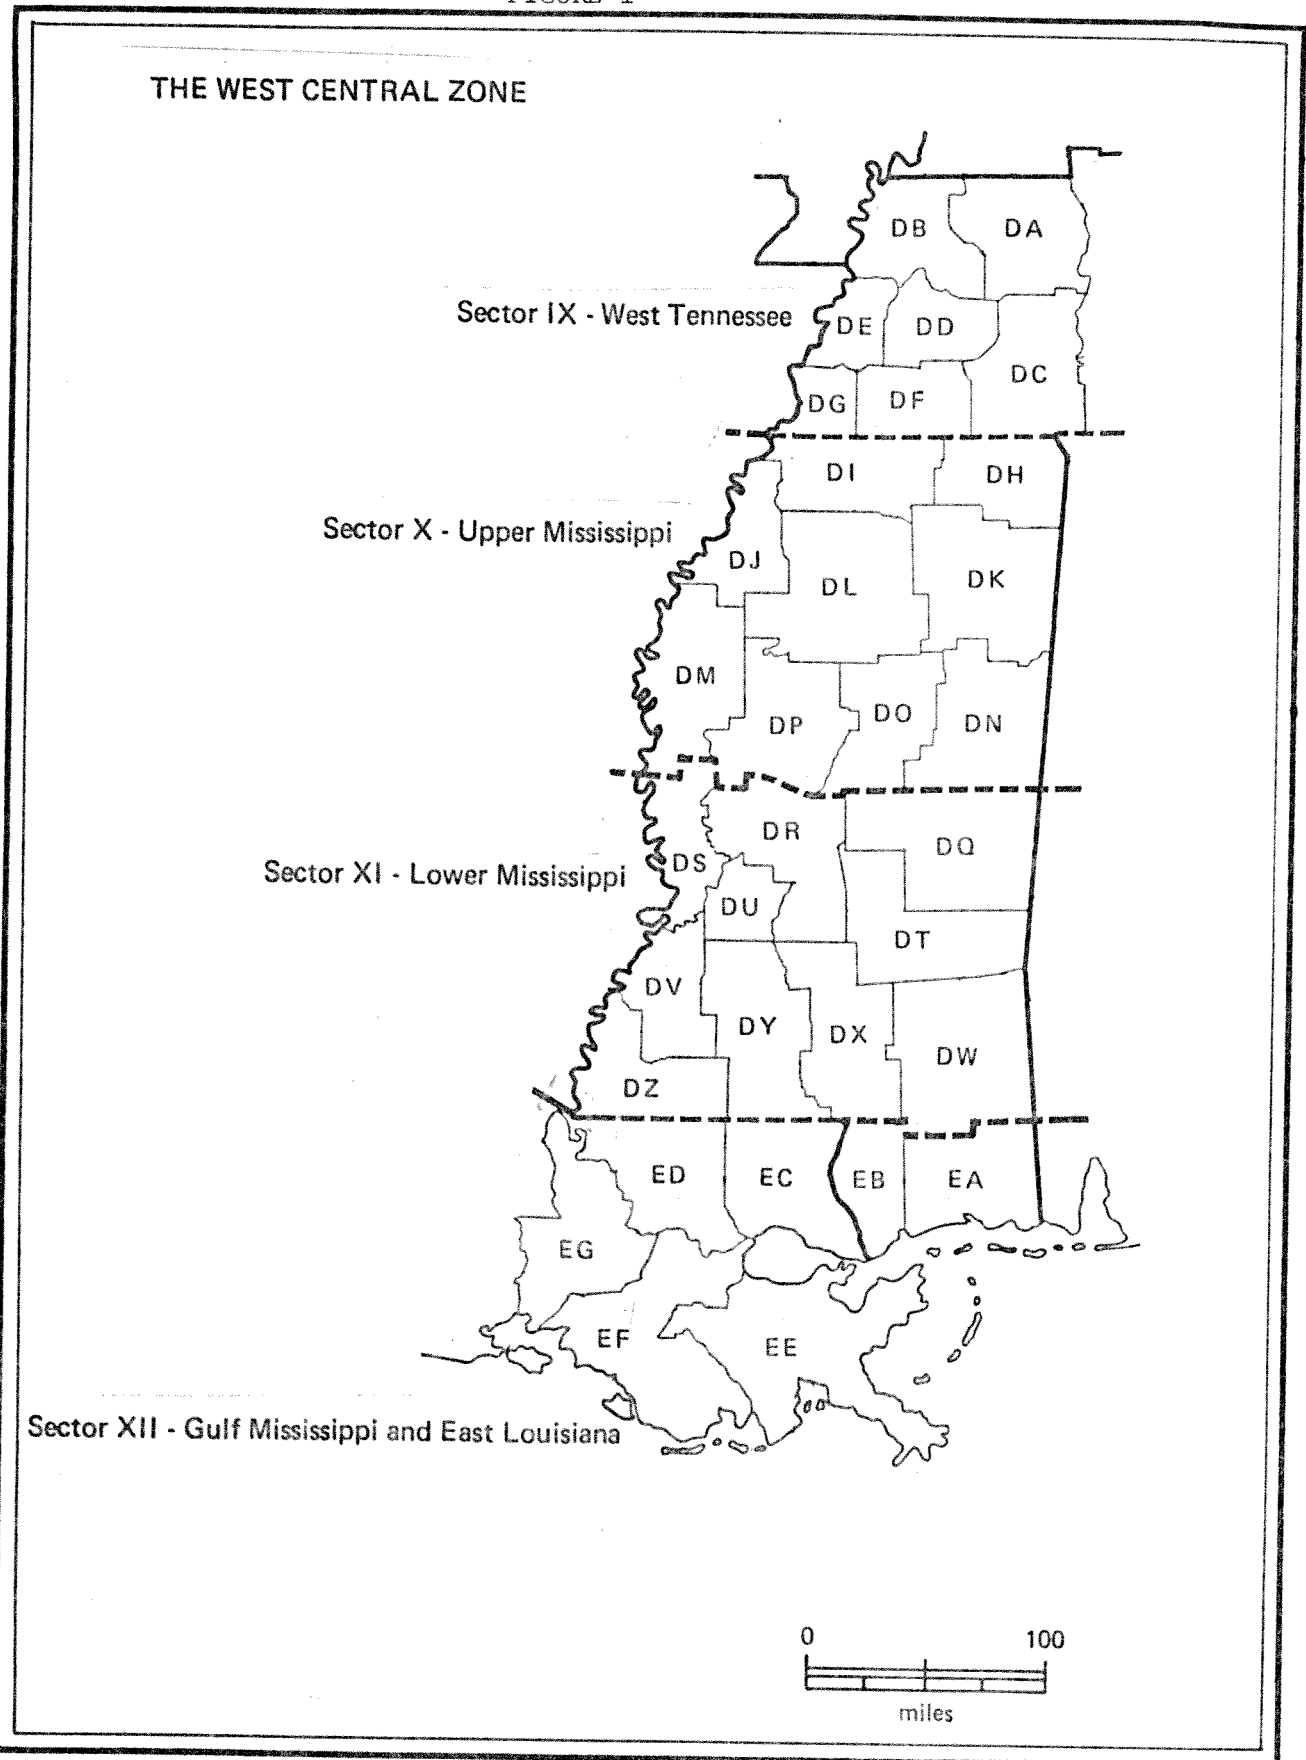 FIGURE 1
THE WEST CENTRAL ZONE
DB DA
Sector IX - West Tennessee
DE DD
DC
DG DF
DI DH
Sector X - Upper Mississippi
DJ
DL DK
DM
DP DO DN
DR
DQ
DS
Sector XI - Lower Mississippi
DU
DT
DV
DY DX
DW
DZ
ED EC EB EA
EG
EF EE
Sector XII - Gulf Mississippi and East Louisiana
0 100
miles